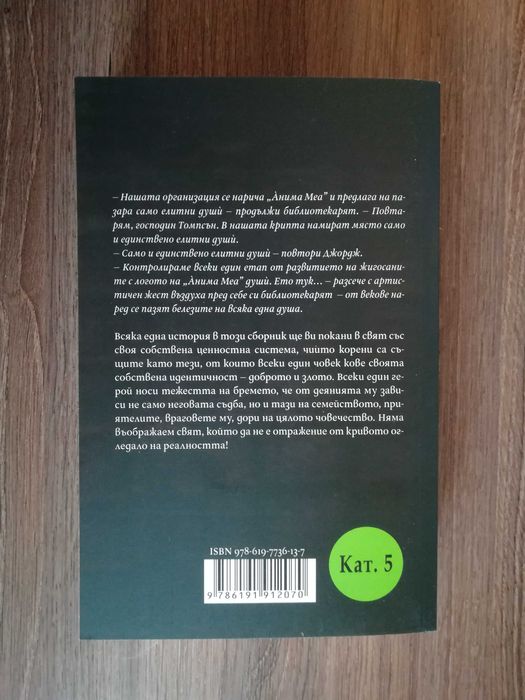 – Нашата организация се нарича „Ànима Меа” и предлага на па-
зара само елитни душѝ – продължи библиотекарят. – Повта-
рям, господин Томпсън. В нашата крипта намират място само
и единствено елитни душѝ.
– Само и единствено елитни душѝ – повтори Джордж.
– Контролираме всеки един етап от развитието на жигосани-
те с логото на „Ànима Меа” душѝ. Ето тук... – разсече с артис-
тичен жест въздуха пред себе си библиотекарят – от векове на-
ред се пазят белезите на всяка една душа.
Всяка една история в този сборник ще ви покани в свят със
своя собствена ценностна система, чиито корени са съ-
щите като тези, от които всеки един човек кове своята
собствена идентичност – доброто и злото. Всеки един ге-
рой носи тежестта на бремето, че от деянията му зави-
си не само неговата съдба, но и тази на семейството, при-
ятелите, враговете му, дори на цялото човечество. Няма
въображаем свят, който да не е отражение от кривото ог-
ледало на реалността!
ISBN 978-619-7736-13-7
9 786191 912070
Кат. 5